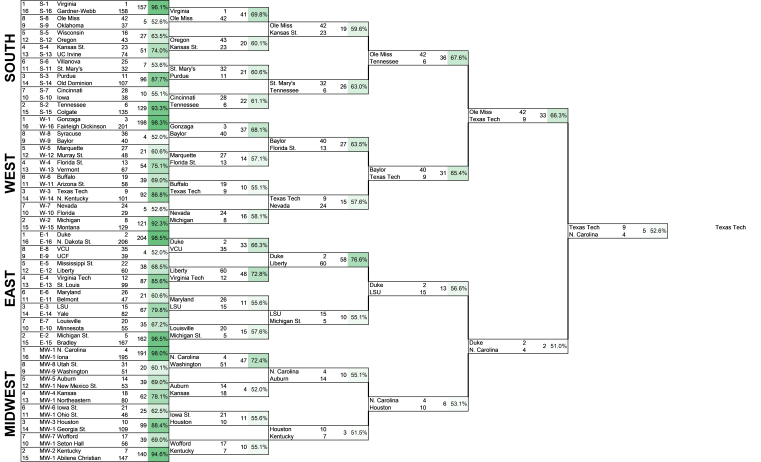 SOUTH
1 S-1 Virginia 1
157 98.1%
16 S-16 Gardner-Webb 158
8 S-8 Ole Miss 42
5 52.6%
9 S-9 Oklahoma 37
5 S-5 Wisconsin 16
27 63.5%
12 S-12 Oregon 43
4 S-4 Kansas St. 23
51 74.0%
13 S-13 UC Irvine 74
6 S-6 Villanova 25
7 53.6%
11 S-11 St. Mary's 32
3 S-3 Purdue 11
96 87.7%
14 S-14 Old Dominion 107
7 S-7 Cincinnati 28
10 55.1%
10 S-10 Iowa 38
2 S-2 Tennessee 6
129 93.3%
15 S-15 Colgate 135
WEST
1 W-1 Gonzaga 3
198 98.3%
16 W-16 Fairleigh Dickinson 201
8 W-8 Syracuse 36
4 52.0%
9 W-9 Baylor 40
5 W-5 Marquette 27
21 60.6%
12 W-12 Murray St. 48
4 W-4 Florida St. 13
54 75.1%
13 W-13 Vermont 67
6 W-6 Buffalo 19
39 69.0%
11 W-11 Arizona St. 58
3 W-3 Texas Tech 9
92 86.8%
14 W-14 N. Kentucky 101
7 W-7 Nevada 24
5 52.6%
10 W-10 Florida 29
2 W-2 Michigan 8
121 92.3%
15 W-15 Montana 129
EAST
1 E-1 Duke 2
204 98.5%
16 E-16 N. Dakota St. 206
8 E-8 VCU 35
4 52.0%
9 E-9 UCF 39
5 E-5 Mississippi St. 22
38 68.5%
12 E-12 Liberty 60
4 E-4 Virginia Tech 12
87 85.6%
13 E-13 St. Louis 99
6 E-6 Maryland 26
21 60.6%
11 E-11 Belmont 47
3 E-3 LSU 15
67 79.8%
14 E-14 Yale 82
7 E-7 Louisville 20
35 67.2%
10 E-10 Minnesota 55
2 E-2 Michigan St. 5
162 96.5%
15 E-15 Bradley 167
MIDWEST
1 MW-1 N. Carolina 4
191 98.0%
16 MW-1 Iona 195
8 MW-8 Utah St. 31
20 60.1%
9 MW-9 Washington 51
5 MW-5 Auburn 14
39 69.0%
12 MW-1 New Mexico St. 53
4 MW-4 Kansas 18
62 78.1%
13 MW-1 Northeastern 80
6 MW-6 Iowa St. 21
25 62.5%
11 MW-1 Ohio St. 46
3 MW-3 Houston 10
99 88.4%
14 MW-1 Georgia St. 109
7 MW-7 Wofford 17
39 69.0%
10 MW-1 Seton Hall 56
2 MW-2 Kentucky 7
140 94.6%
15 MW-1 Abilene Christian 147
Virginia 1
41 69.8%
Ole Miss 42
Oregon 43
20 60.1%
Kansas St. 23
St. Mary's 32
21 60.6%
Purdue 11
Cincinnati 28
22 61.1%
Tennessee 6
Gonzaga 3
37 68.1%
Baylor 40
Marquette 27
14 57.1%
Florida St. 13
Buffalo 19
10 55.1%
Texas Tech 9
Nevada 24
16 58.1%
Michigan 8
Duke 2
33 66.3%
VCU 35
Liberty 60
48 72.8%
Virginia Tech 12
Maryland 26
11 55.6%
LSU 15
Louisville 20
15 57.6%
Michigan St. 5
N. Carolina 4
47 72.4%
Washington 51
Auburn 14
4 52.0%
Kansas 18
Iowa St. 21
11 55.6%
Houston 10
Wofford 17
10 55.1%
Kentucky 7
Ole Miss 42
19 59.6%
Kansas St. 23
St. Mary's 32
26 63.0%
Tennessee 6
Baylor 40
27 63.5%
Florida St. 13
Texas Tech 9
15 57.6%
Nevada 24
Duke 2
58 76.6%
Liberty 60
LSU 15
10 55.1%
Michigan St. 5
N. Carolina 4
10 55.1%
Auburn 14
Houston 10
3 51.5%
Kentucky 7
Ole Miss 42
36 67.6%
Tennessee 6
Baylor 40
31 65.4%
Texas Tech 9
Duke 2
13 56.6%
LSU 15
N. Carolina 4
6 53.1%
Houston 10
Ole Miss 42
33 66.3%
Texas Tech 9
Duke 2
2 51.0%
N. Carolina 4
Texas Tech 9
5 52.6%
N. Carolina 4
Texas Tech